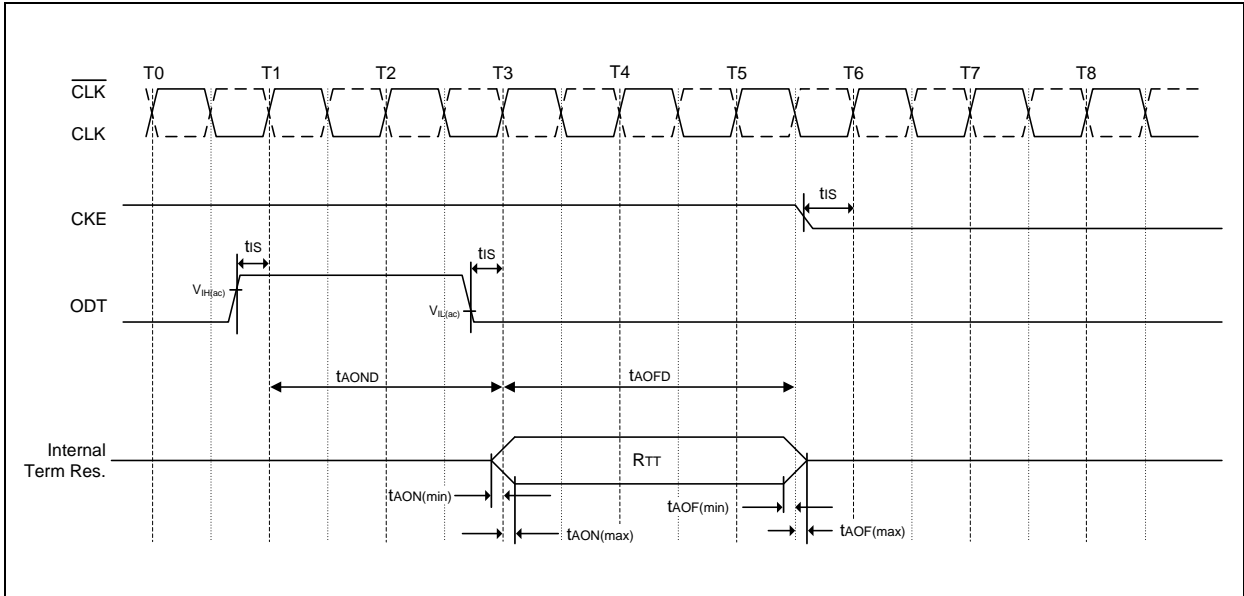 T0 T1 T2 T3 T4 T5 T6 T7 T8
CLK
CLK
tIS
CKE
tIS
tIS
VIH(ac)
ODT
VIL(ac)
tAOND
tAOFD
Internal
Term Res.
RTT
tAON(min)
tAOF(min)
tAON(max)
tAOF(max)